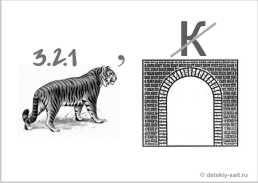 3.2.1 , К
© detskiy-sait.ru